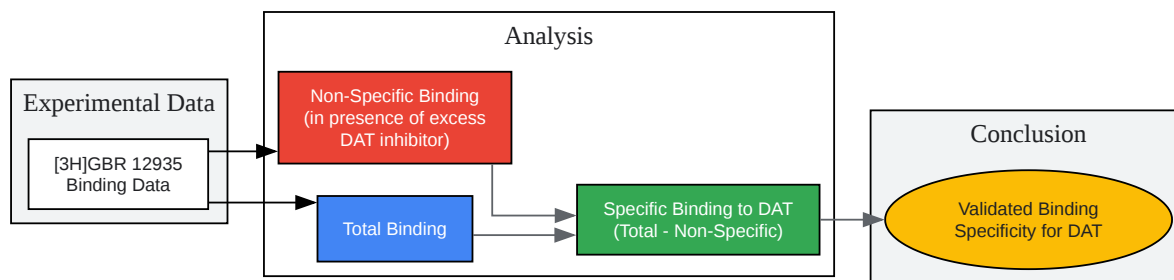 Experimental Data
[3H]GBR 12935
Binding Data
Analysis
Non-Specific Binding
(in presence of excess
DAT inhibitor)
Total Binding
Specific Binding to DAT
(Total - Non-Specific)
Conclusion
Validated Binding
Specificity for DAT